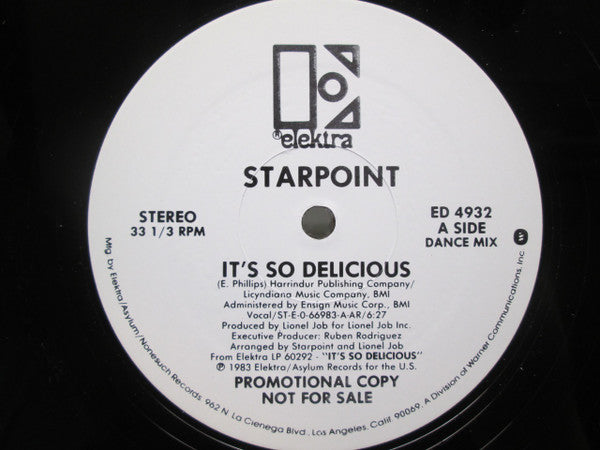 ® elektra
STARPOINT
STEREO
33 1/3 RPM
ED 4932
A SIDE
DANCE MIX
IT'S SO DELICIOUS
(E. Phillips) Harrindur Publishing Company/
Licyndiana Music Company, BMI
Administered by Ensign Music Corp., BMI
Vocal/ST-E-0-66983-A-AR/6:27
Produced by Lionel Job for Lionel Job Inc.
Executive Producer: Ruben Rodriguez
Arranged by Starpoint and Lionel Job
From Elektra LP 60292 - "IT'S SO DELICIOUS"
℗ 1983 Elektra/Asylum Records for the U.S.
PROMOTIONAL COPY
NOT FOR SALE
Mfg. by Elektra/Asylum/Nonesuch Records, 962 N. La Cienega Blvd., Los Angeles, Calif. 90069. A Division of Warner Communications, Inc. W